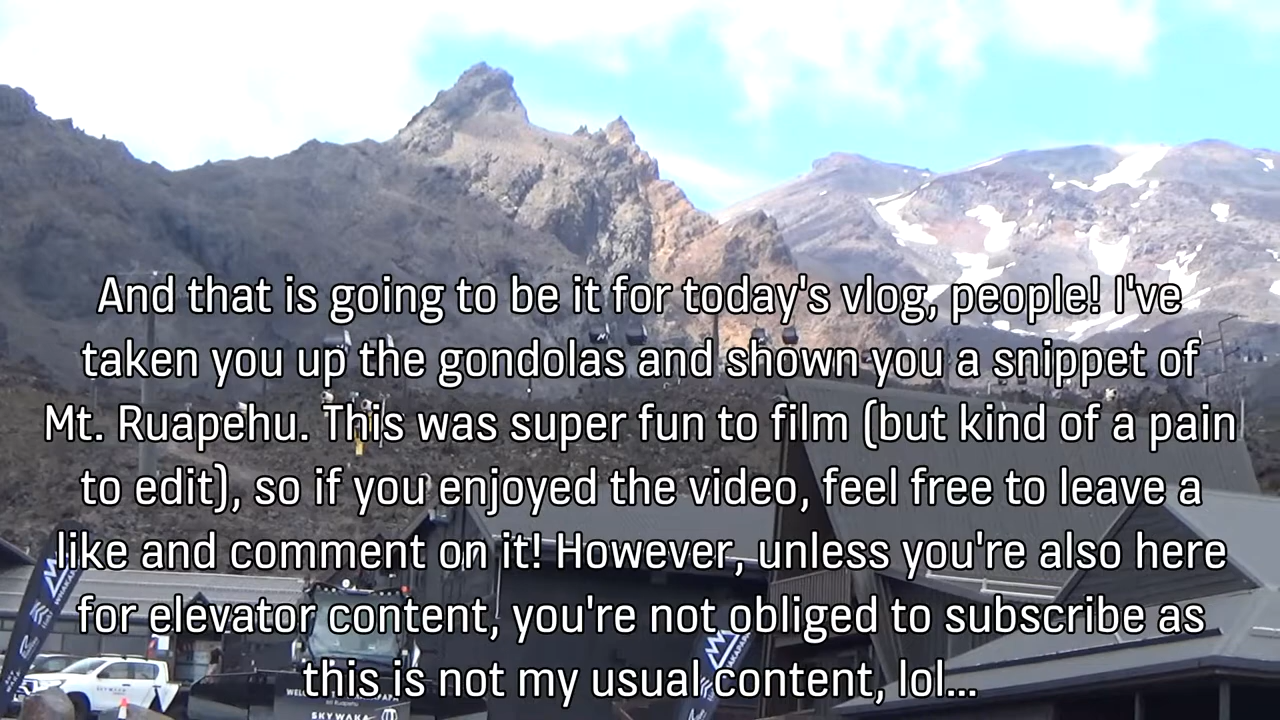 And that is going to be it for today's vlog, people! I've
taken you up the gondolas and shown you a snippet of
Mt. Ruapehu. This was super fun to film (but kind of a pain
to edit), so if you enjoyed the video, feel free to leave a
like and comment on it! However, unless you're also here
for elevator content, you're not obliged to subscribe as
this is not my usual content, lol...
Mt Ruapehu
SKYWAKA